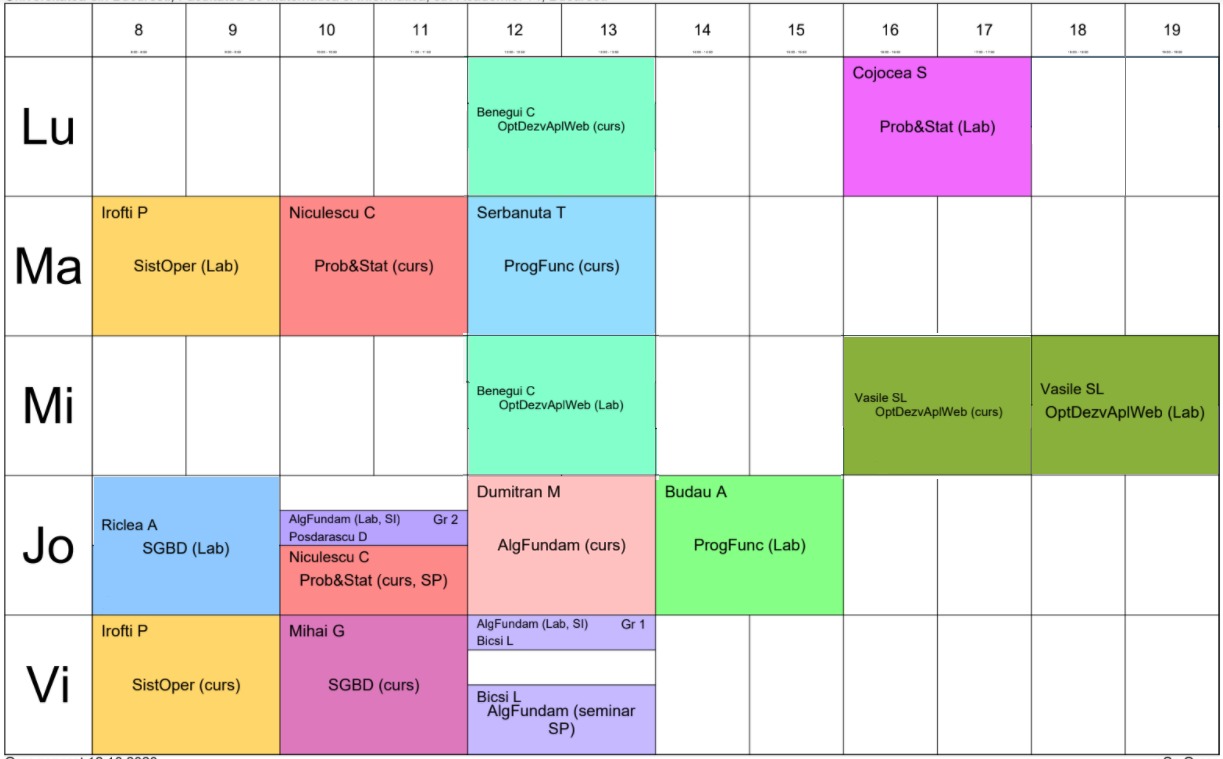 8 9 10 11 12 13 14 15 16 17 18 19
Lu
Benegui C
OptDezvAplWeb (curs)
Cojocea S
Prob&Stat (Lab)
Ma
Irofti P
SistOper (Lab)
Niculescu C
Prob&Stat (curs)
Serbanuta T
ProgFunc (curs)
Mi
Benegui C
OptDezvAplWeb (Lab)
Vasile SL
OptDezvAplWeb (curs)
Vasile SL
OptDezvAplWeb (Lab)
Jo
Riclea A
SGBD (Lab)
AlgFundam (Lab, SI) Gr 2
Posdarascu D
Niculescu C
Prob&Stat (curs, SP)
Dumitran M
AlgFundam (curs)
Budau A
ProgFunc (Lab)
Vi
Irofti P
SistOper (curs)
Mihai G
SGBD (curs)
AlgFundam (Lab, SI) Gr 1
Bicsi L
Bicsi L
AlgFundam (seminar
SP)